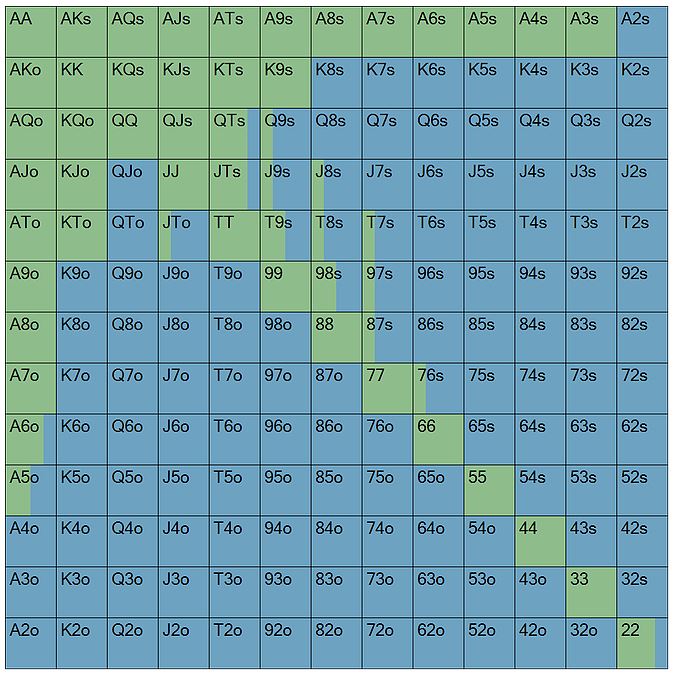 AA AKs AQs AJs ATs A9s A8s A7s A6s A5s A4s A3s A2s
AKo KK KQs KJs KTs K9s K8s K7s K6s K5s K4s K3s K2s
AQo KQo QQ QJs QTs Q9s Q8s Q7s Q6s Q5s Q4s Q3s Q2s
AJo KJo QJo JJ JTs J9s J8s J7s J6s J5s J4s J3s J2s
ATo KTo QTo JTo TT T9s T8s T7s T6s T5s T4s T3s T2s
A9o K9o Q9o J9o T9o 99 98s 97s 96s 95s 94s 93s 92s
A8o K8o Q8o J8o T8o 98o 88 87s 86s 85s 84s 83s 82s
A7o K7o Q7o J7o T7o 97o 87o 77 76s 75s 74s 73s 72s
A6o K6o Q6o J6o T6o 96o 86o 76o 66 65s 64s 63s 62s
A5o K5o Q5o J5o T5o 95o 85o 75o 65o 55 54s 53s 52s
A4o K4o Q4o J4o T4o 94o 84o 74o 64o 54o 44 43s 42s
A3o K3o Q3o J3o T3o 93o 83o 73o 63o 53o 43o 33 32s
A2o K2o Q2o J2o T2o 92o 82o 72o 62o 52o 42o 32o 22